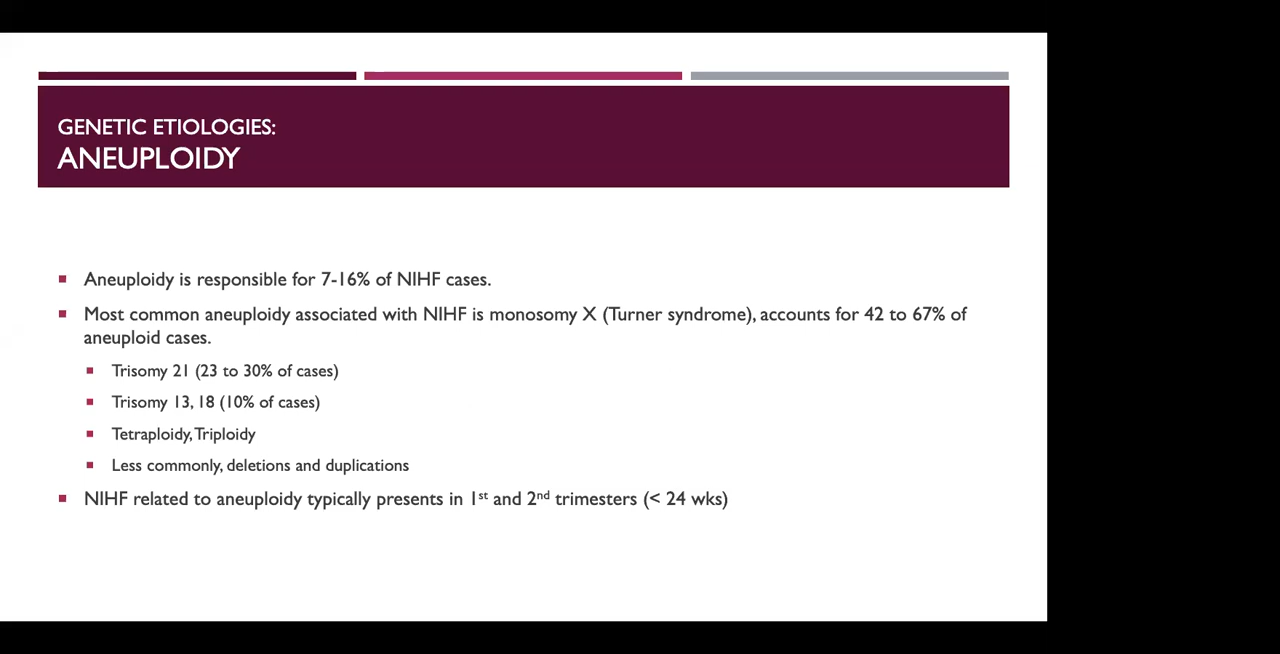 GENETIC ETIOLOGIES:
ANEUPLOIDY
Aneuploidy is responsible for 7-16% of NIHF cases.
Most common aneuploidy associated with NIHF is monosomy X (Turner syndrome), accounts for 42 to 67% of
aneuploid cases.
Trisomy 21 (23 to 30% of cases)
Trisomy 13, 18 (10% of cases)
Tetraploidy, Triploidy
Less commonly, deletions and duplications
NIHF related to aneuploidy typically presents in 1st and 2nd trimesters (< 24 wks)